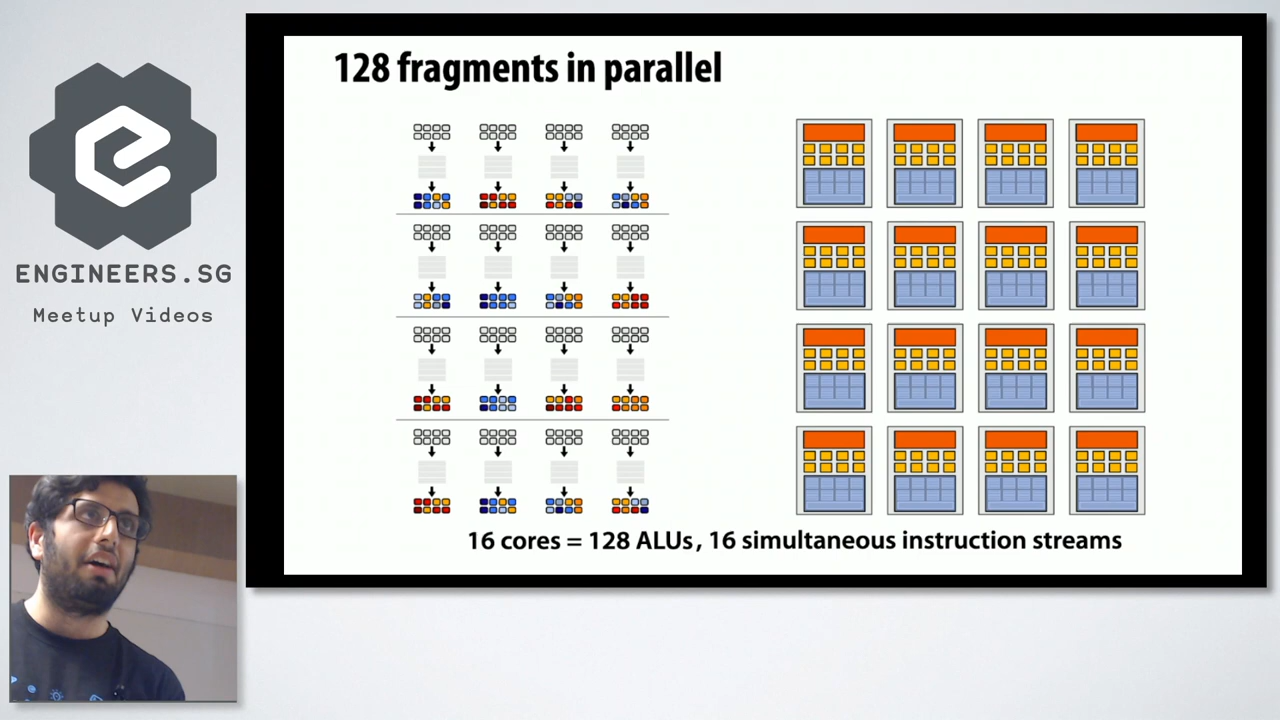 128 fragments in parallel
ENGINEERS.SG
Meetup Videos
16 cores = 128 ALUs, 16 simultaneous instruction streams